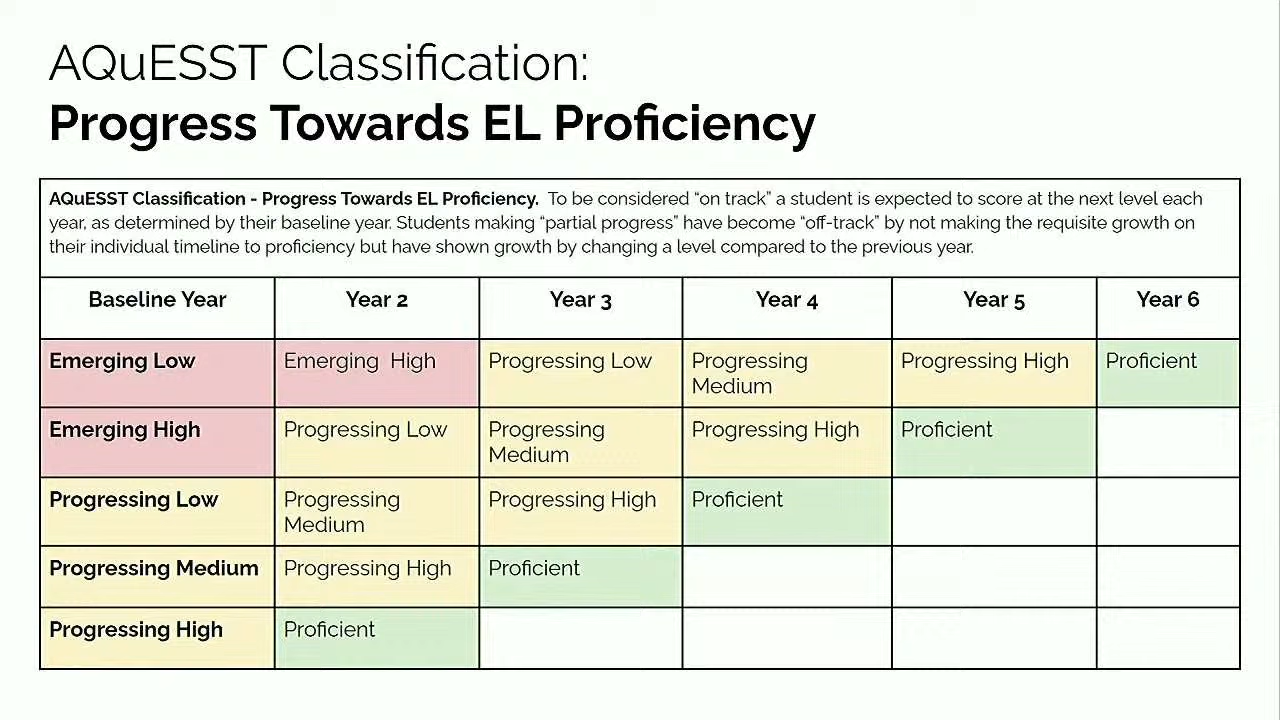 AQuESST Classification:
Progress Towards EL Proficiency
AQuESST Classification - Progress Towards EL Proficiency. To be considered “on track” a student is expected to score at the next level each
year, as determined by their baseline year. Students making “partial progress” have become “off-track” by not making the requisite growth on
their individual timeline to proficiency but have shown growth by changing a level compared to the previous year.
Baseline Year Year 2 Year 3 Year 4 Year 5 Year 6
Emerging Low Emerging High Progressing Low Progressing Progressing High Proficient
Medium
Emerging High Progressing Low Progressing Progressing High Proficient
Medium
Progressing Low Progressing Progressing High Proficient
Medium
Progressing Medium Progressing High Proficient
Progressing High Proficient